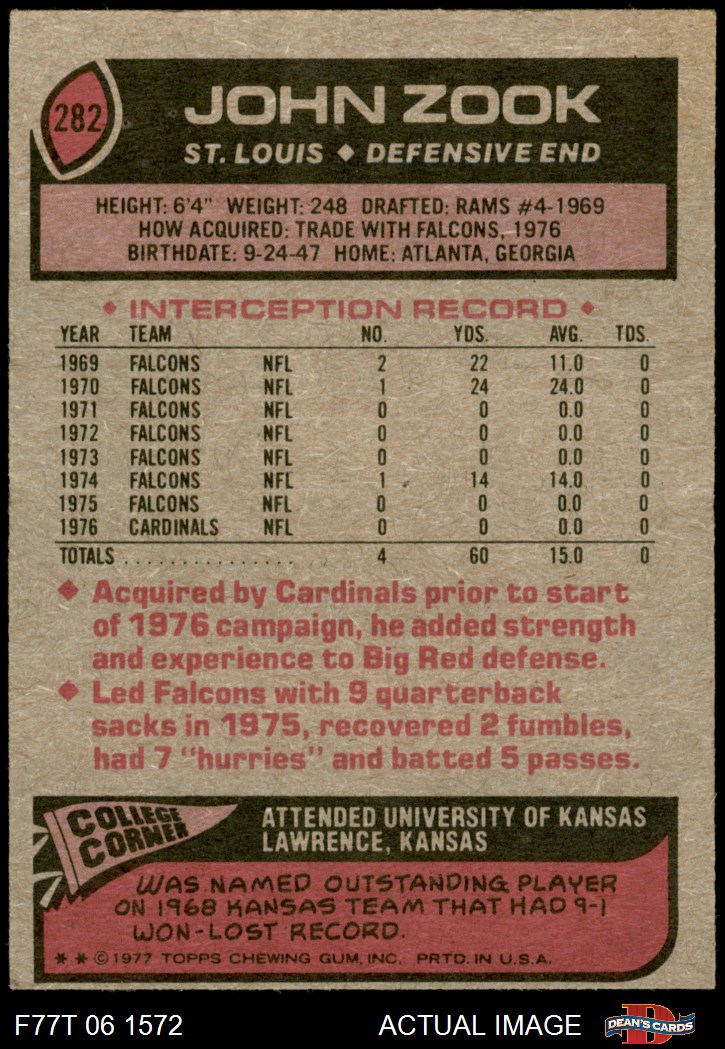 282
JOHN ZOOK
ST. LOUIS ◆ DEFENSIVE END
HEIGHT: 6'4" WEIGHT: 248 DRAFTED: RAMS #4-1969
HOW ACQUIRED: TRADE WITH FALCONS, 1976
BIRTHDATE: 9-24-47 HOME: ATLANTA, GEORGIA
◆ INTERCEPTION RECORD ◆
YEAR TEAM NO. YDS. AVG. TDS.
1969 FALCONS NFL 2 22 11.0 0
1970 FALCONS NFL 1 24 24.0 0
1971 FALCONS NFL 0 0 0.0 0
1972 FALCONS NFL 0 0 0.0 0
1973 FALCONS NFL 0 0 0.0 0
1974 FALCONS NFL 1 14 14.0 0
1975 FALCONS NFL 0 0 0.0 0
1976 CARDINALS NFL 0 0 0.0 0
TOTALS . . . . . . . . . . . . . . . 4 60 15.0 0
◆ Acquired by Cardinals prior to start
of 1976 campaign, he added strength
and experience to Big Red defense.
◆ Led Falcons with 9 quarterback
sacks in 1975, recovered 2 fumbles,
had 7 "hurries" and batted 5 passes.
COLLEGE
CORNER
ATTENDED UNIVERSITY OF KANSAS
LAWRENCE, KANSAS
WAS NAMED OUTSTANDING PLAYER
ON 1968 KANSAS TEAM THAT HAD 9-1
WON-LOST RECORD.
* * © 1977 TOPPS CHEWING GUM, INC. PRTD. IN U.S.A.
F77T 06 1572 ACTUAL IMAGE
DEAN'S CARDS